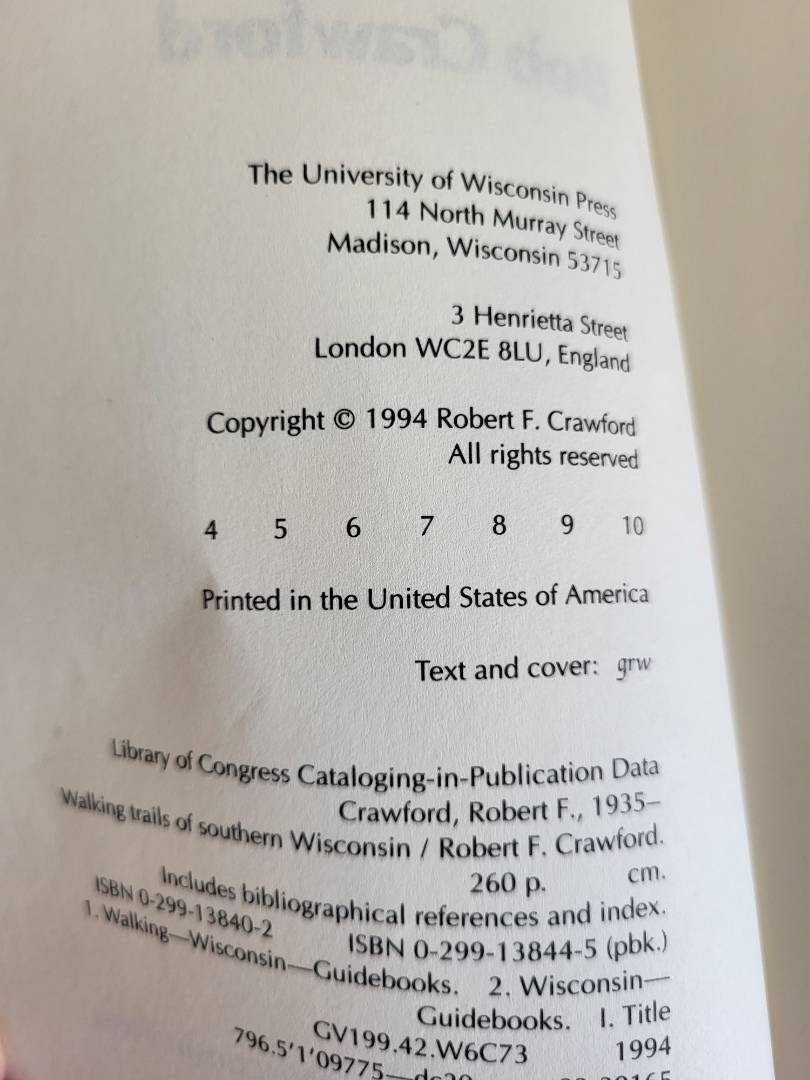 Bob Crawford
The University of Wisconsin Press
114 North Murray Street
Madison, Wisconsin 53715
3 Henrietta Street
London WC2E 8LU, England
Copyright © 1994 Robert F. Crawford
All rights reserved
4 5 6 7 8 9 10
Printed in the United States of America
Text and cover: grw
Library of Congress Cataloging-in-Publication Data
Crawford, Robert F., 1935–
Walking trails of southern Wisconsin / Robert F. Crawford.
260 p. cm.
Includes bibliographical references and index.
ISBN 0-299-13840-2 ISBN 0-299-13844-5 (pbk.)
1. Walking—Wisconsin—Guidebooks. 2. Wisconsin—
Guidebooks. I. Title
GV199.42.W6C73 1994
796.5'1'09775—dc20